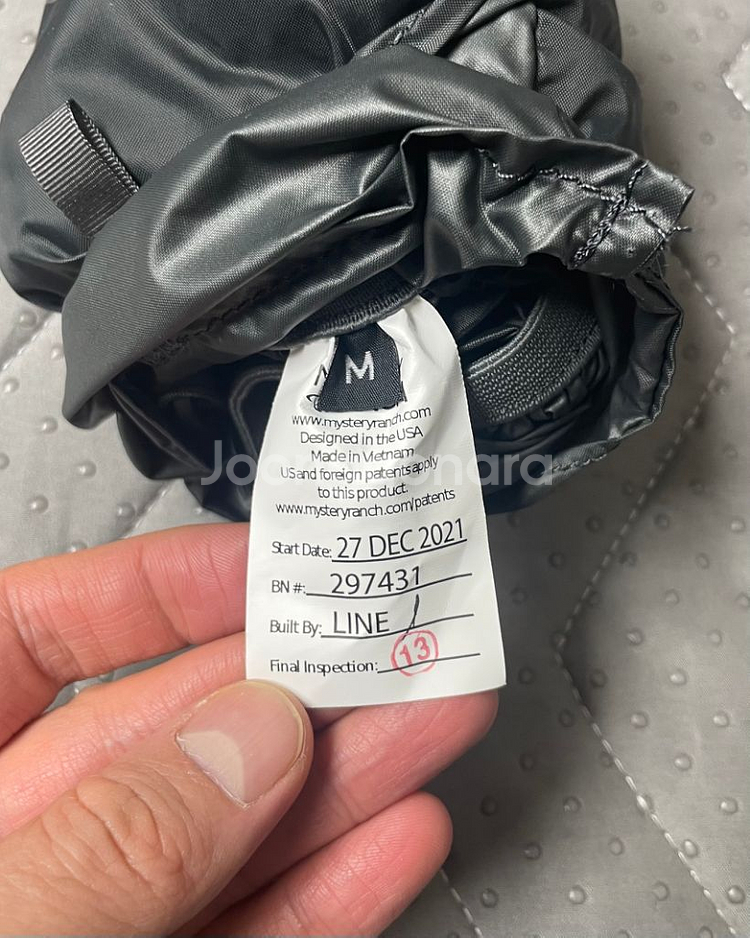 M
www.mysteryranch.com
Designed in the USA
Made in Vietnam
US and foreign patents apply
to this product.
www.mysteryranch.com/patents
Start Date: 27 DEC 2021
BN #: 297431
Built By: LINE 1
Final Inspection: 13